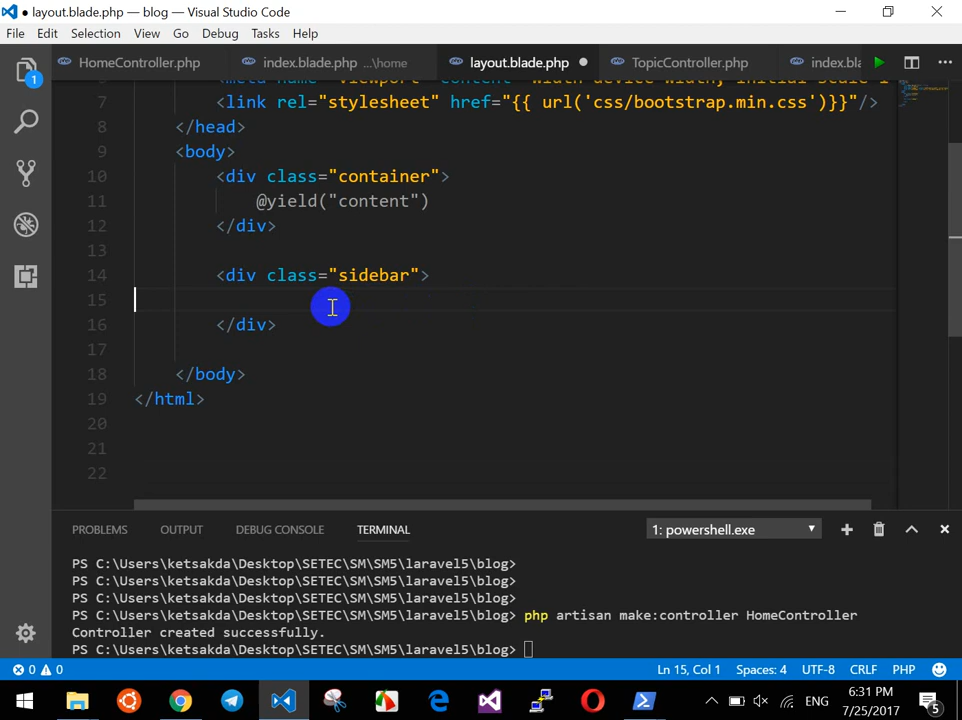 layout.blade.php — blog — Visual Studio Code
File Edit Selection View Go Debug Tasks Help
HomeController.php index.blade.php ...\home layout.blade.php TopicController.php index.bla
1
7 <link rel="stylesheet" href="{{ url('css/bootstrap.min.css')}}"/>
8 </head>
9 <body>
10 <div class="container">
11 @yield("content")
12 </div>
13
14 <div class="sidebar">
15
16 </div>
17
18 </body>
19 </html>
20
21
22
PROBLEMS OUTPUT DEBUG CONSOLE TERMINAL 1: powershell.exe
PS C:\Users\ketsakda\Desktop\SETEC\SM\SM5\laravel5\blog>
PS C:\Users\ketsakda\Desktop\SETEC\SM\SM5\laravel5\blog>
PS C:\Users\ketsakda\Desktop\SETEC\SM\SM5\laravel5\blog>
PS C:\Users\ketsakda\Desktop\SETEC\SM\SM5\laravel5\blog> php artisan make:controller HomeController
Controller created successfully.
PS C:\Users\ketsakda\Desktop\SETEC\SM\SM5\laravel5\blog>
0 0 Ln 15, Col 1 Spaces: 4 UTF-8 CRLF PHP
ENG 6:31 PM
7/25/2017 5